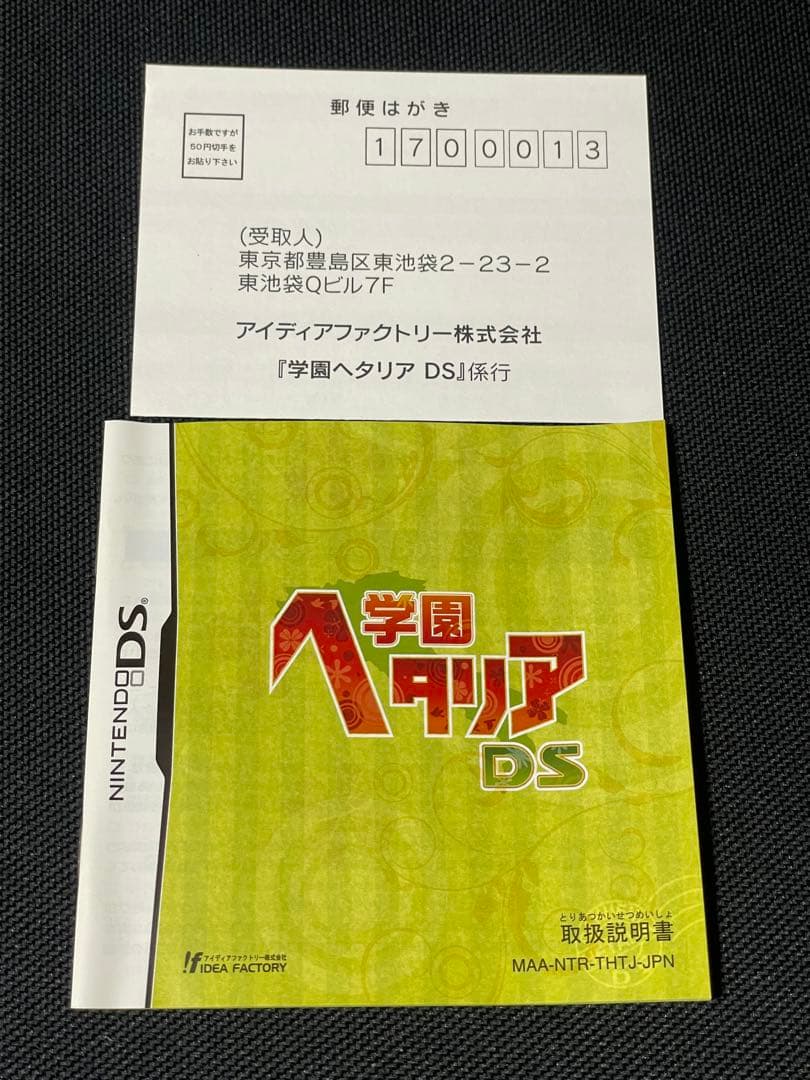 郵便はがき
お手数ですが
50円切手を
お貼り下さい
1700013
(受取人)
東京都豊島区東池袋2-23-2
東池袋Qビル7F
アイディアファクトリー株式会社
『学園ヘタリア DS』係行
NINTENDO DS®
学園
ヘタリア
DS
とりあつかいせつめいしょ
取扱説明書
MAA-NTR-THTJ-JPN
アイディアファクトリー株式会社
!f IDEA FACTORY